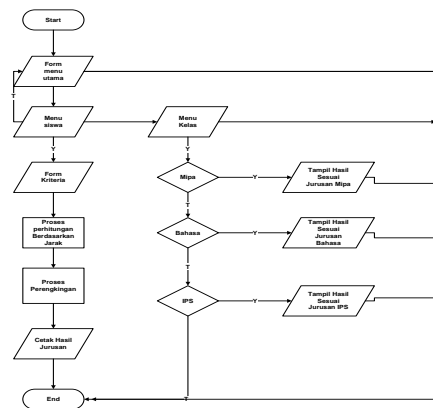 Start
Form
menu
utama
T
Menu
siswa
Menu
Kelas
Y
Y
Form
Kriteria
Mipa
Y
Tampil Hasil
Sesuai
Jurusan Mipa
T
Proses
perhitungan
Berdasarkan
Jarak
Bahasa
Y
Tampil Hasil
Sesuai
Jurusan
Bahasa
T
Proses
Perengkingan
IPS
Y
Tampil Hasil
Sesuai
Jurusan IPS
Cetak Hasil
Jurusan
End
T